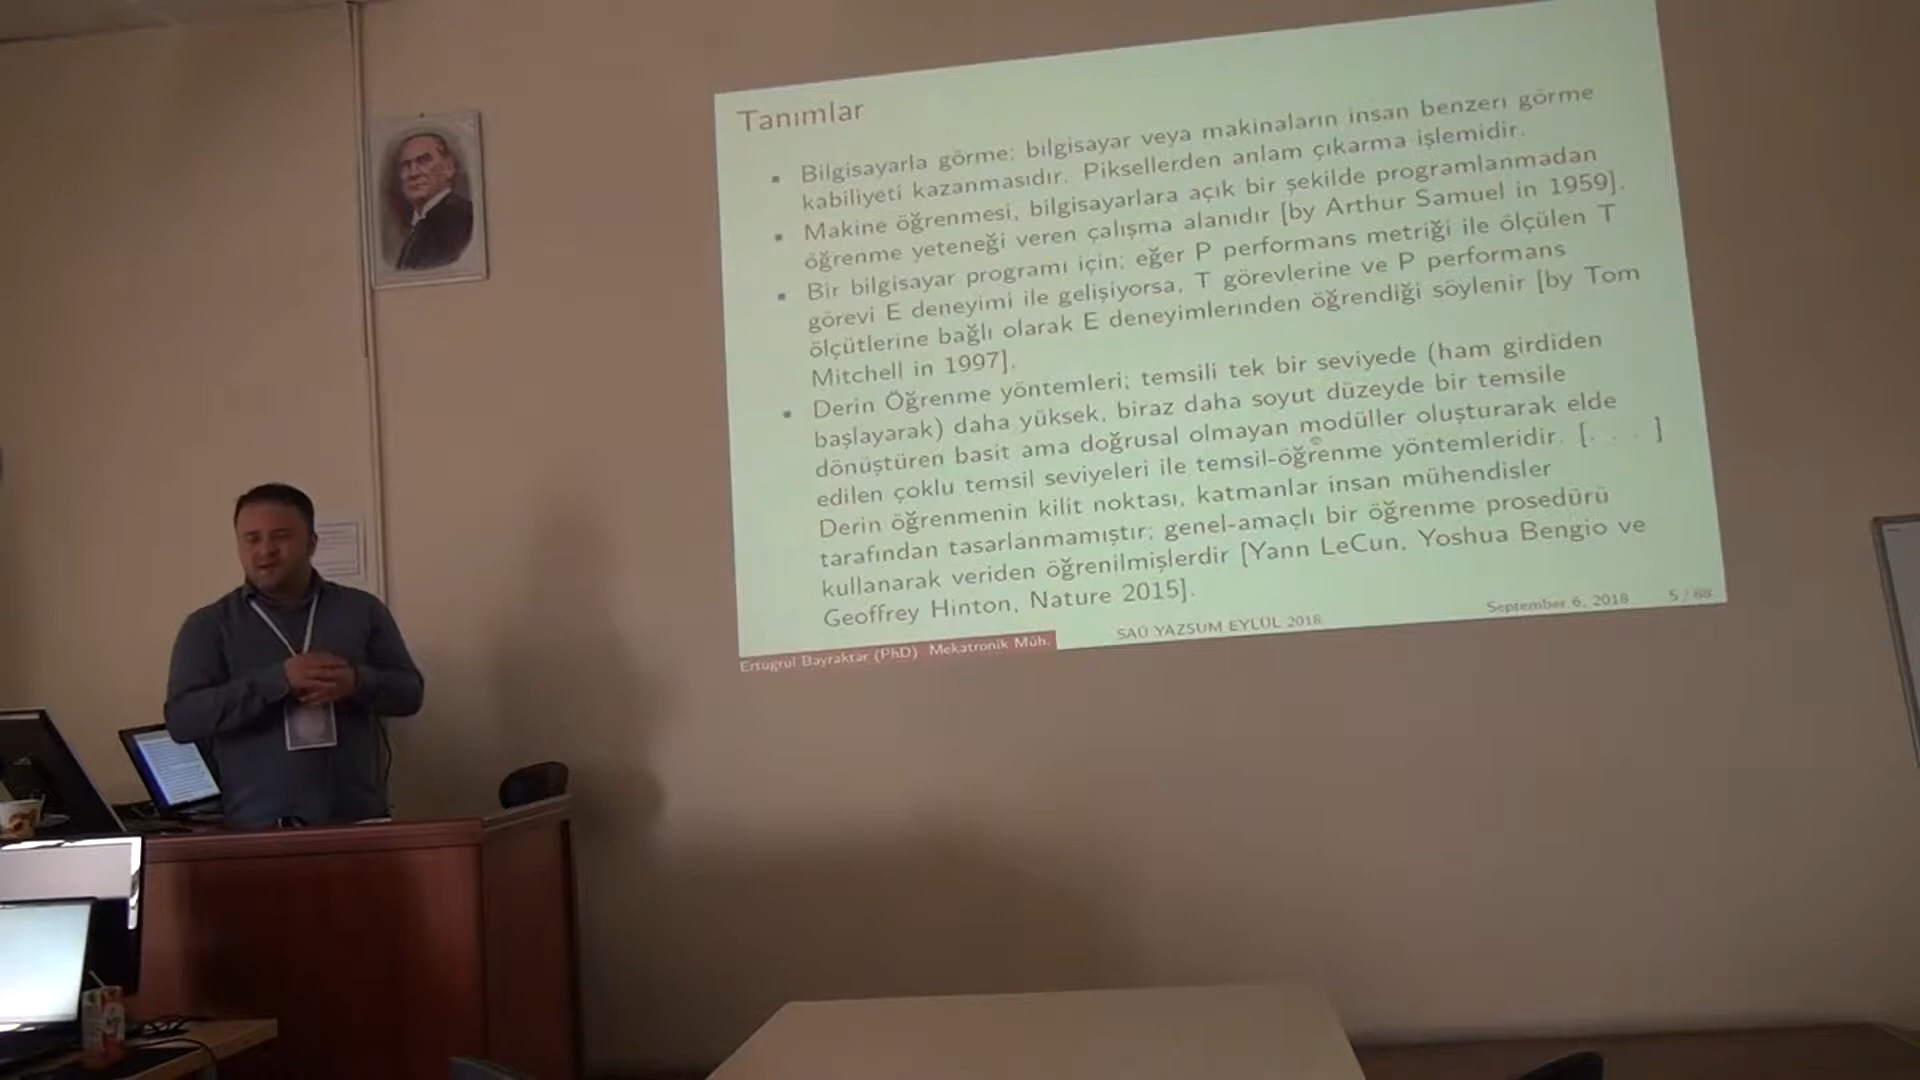 Tanımlar
Bilgisayarla görme; bilgisayar veya makinaların insan benzeri görme
kabiliyeti kazanmasıdır. Piksellerden anlam çıkarma işlemidir.
Makine öğrenmesi, bilgisayarlara açık bir şekilde programlanmadan
öğrenme yeteneği veren çalışma alanıdır [by Arthur Samuel in 1959].
Bir bilgisayar programı için; eğer P performans metriği ile ölçülen T
görevi E deneyimi ile gelişiyorsa, T görevlerine ve P performans
ölçütlerine bağlı olarak E deneyimlerinden öğrendiği söylenir [by Tom
Mitchell in 1997].
Derin Öğrenme yöntemleri; temsili tek bir seviyede (ham girdiden
başlayarak) daha yüksek, biraz daha soyut düzeyde bir temsile
dönüştüren basit ama doğrusal olmayan modüller oluşturarak elde
edilen çoklu temsil seviyeleri ile temsil-öğrenme yöntemleridir. [. . . ]
Derin öğrenmenin kilit noktası, katmanlar insan mühendisler
tarafından tasarlanmamıştır; genel-amaçlı bir öğrenme prosedürü
kullanarak veriden öğrenilmişlerdir [Yann LeCun, Yoshua Bengio ve
Geoffrey Hinton, Nature 2015].
Ertuğrul Bayraktar (PhD) Mekatronik Müh. SAÜ YAZSUM EYLÜL 2018 September 6, 2018 5 / 68